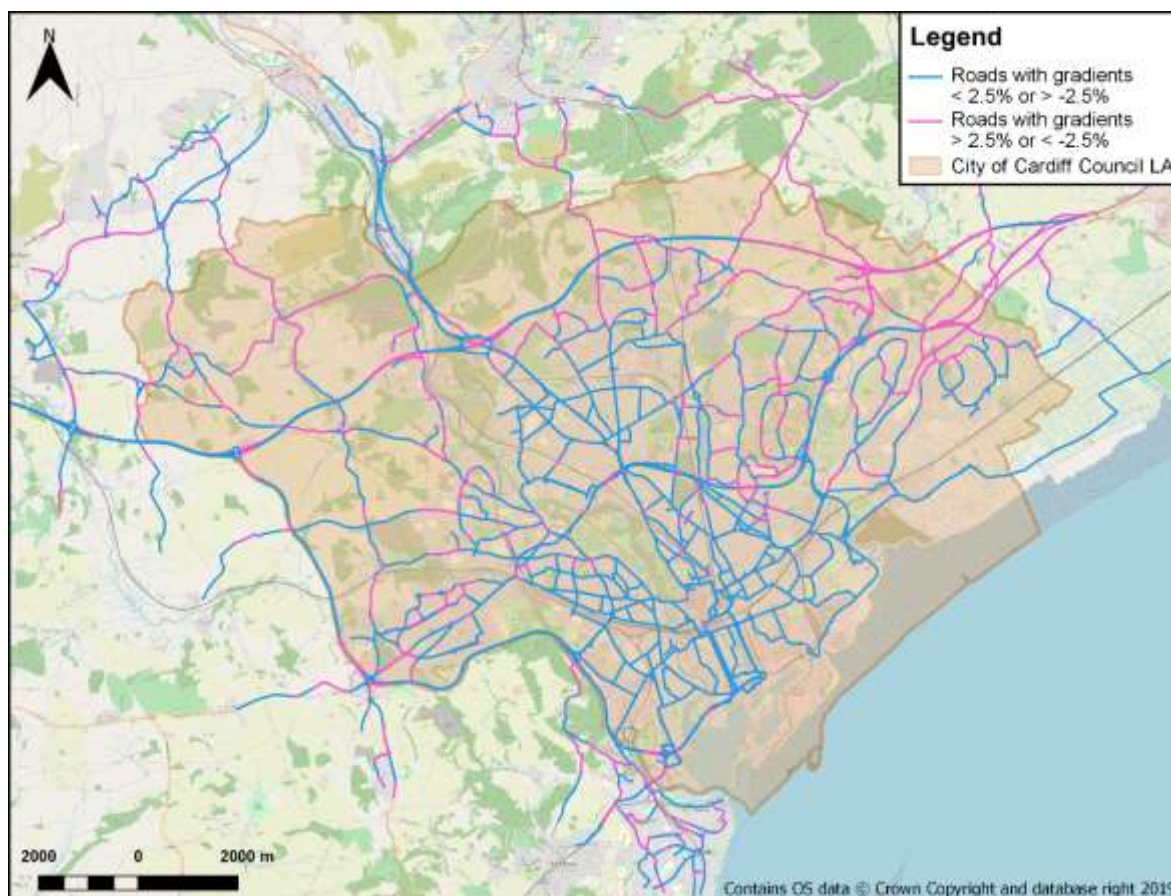 N
Legend
Roads with gradients
< 2.5% or > -2.5%
Roads with gradients
> 2.5% or < -2.5%
City of Cardiff Council LA
2000 0 2000 m
Contains OS data © Crown Copyright and database right 201